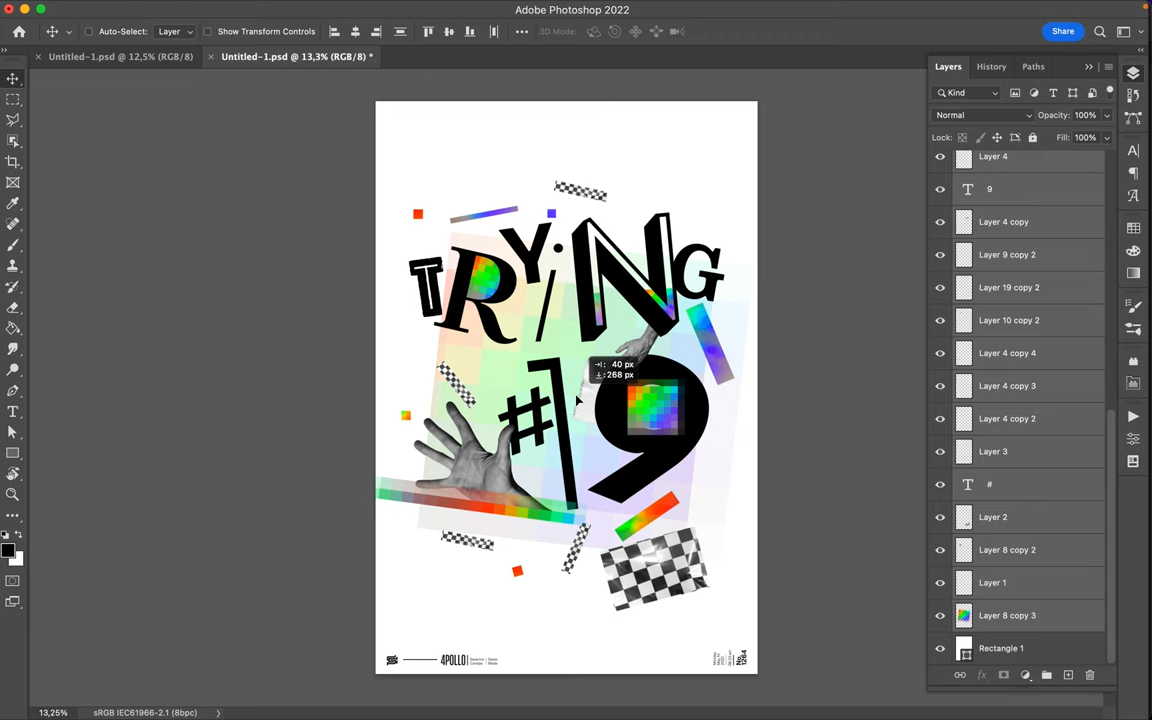 Adobe Photoshop 2022
Auto-Select: Layer Show Transform Controls 3D Mode: Share
Untitled-1.psd @ 12,5% (RGB/8) Untitled-1.psd @ 13,3% (RGB/8) *
Layers History Paths
Kind
Normal Opacity: 100%
Lock: Fill: 100%
Layer 4
9
Layer 4 copy
Layer 9 copy 2
Layer 19 copy 2
Layer 10 copy 2
Layer 4 copy 4
Layer 4 copy 3
Layer 4 copy 2
Layer 3
#
Layer 2
Layer 8 copy 2
Layer 1
Layer 8 copy 3
Rectangle 1
TRYiNG
40 px
268 px
#19
4POLLO
No. 1264
13,25% sRGB IEC61966-2.1 (8bpc)